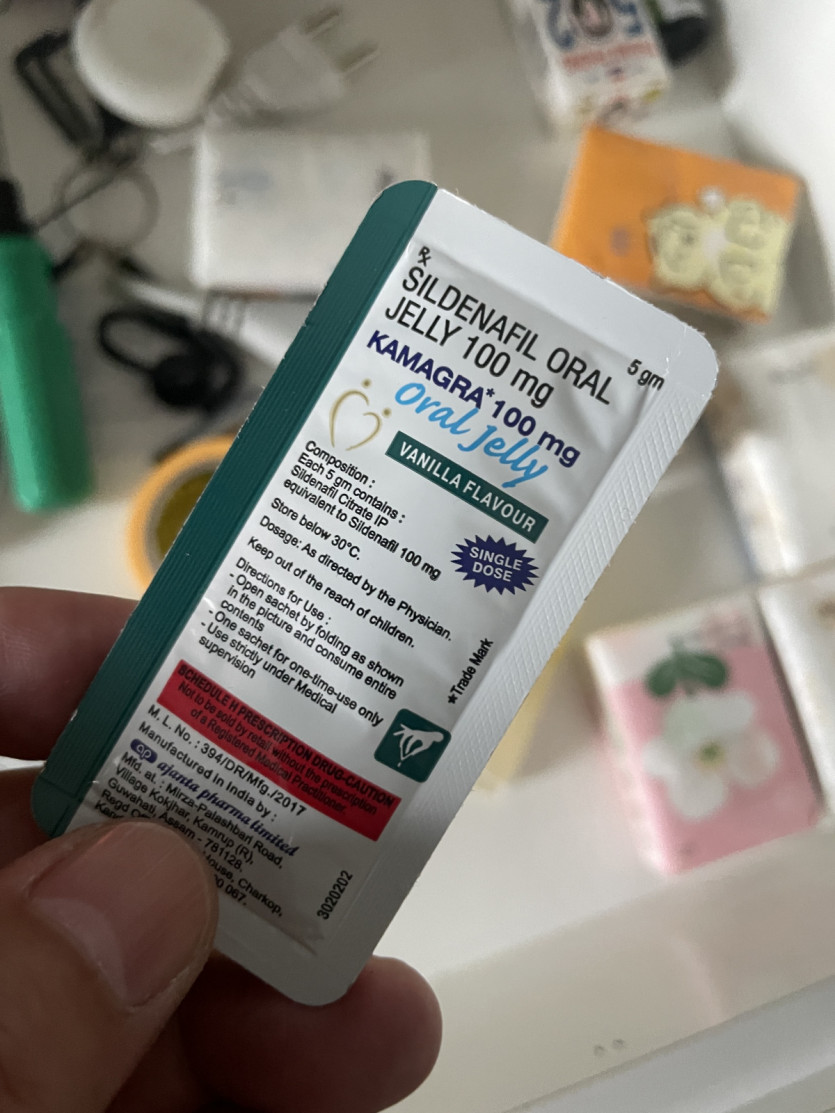 ℞
SILDENAFIL ORAL
JELLY 100 mg
5 gm
KAMAGRA* 100 mg
Oral Jelly
VANILLA FLAVOUR
Composition :
Each 5 gm contains :
Sildenafil Citrate IP
equivalent to Sildenafil 100 mg
SINGLE
DOSE
Store below 30°C.
Dosage: As directed by the Physician.
Keep out of the reach of children.
Directions for Use :
- Open sachet by folding as shown
in the picture and consume entire
contents
- One sachet for one-time-use only
- Use strictly under Medical
supervision
*Trade Mark
SCHEDULE H PRESCRIPTION DRUG-CAUTION
Not to be sold by retail without the prescription
of a Registered Medical Practitioner.
M. L. No. : 394/DR/Mfg./2017
Manufactured in India by :
ap ajanta pharma limited
Mfd. at. : Mirza-Palashbari Road,
Village Kokjhar, Kamrup (R),
Guwahati, Assam - 781128.
Regd
House, Charkop,
067.
3020202
502